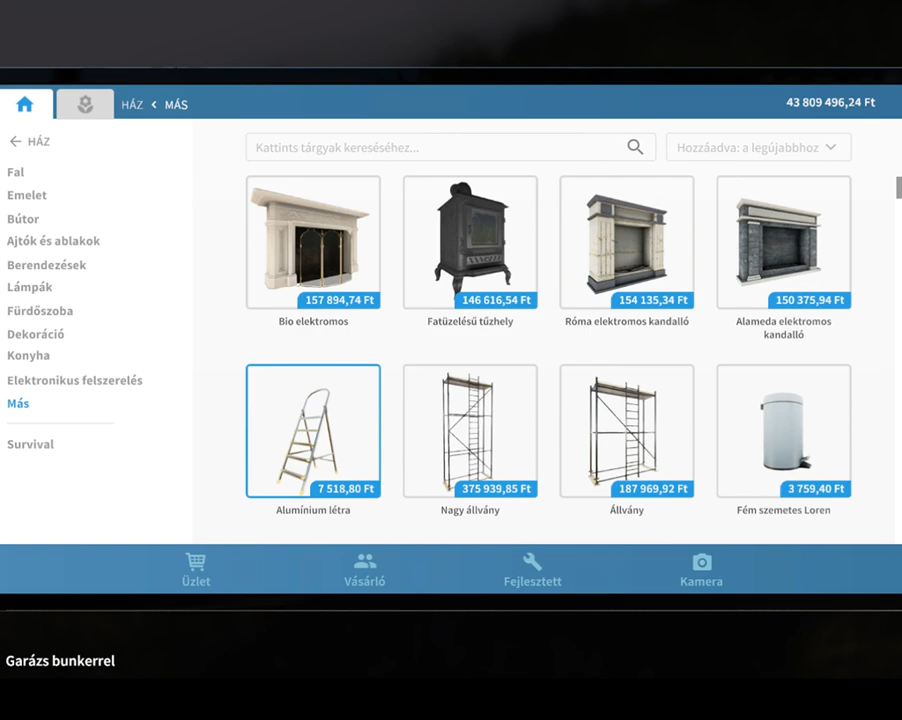 HÁZ < MÁS
43 809 496,24 Ft
← HÁZ
Fal
Emelet
Bútor
Ajtók és ablakok
Berendezések
Lámpák
Fürdőszoba
Dekoráció
Konyha
Elektronikus felszerelés
Más
Survival
Kattints tárgyak kereséséhez...
Hozzáadva: a legújabbhoz
157 894,74 Ft
Bio elektromos
146 616,54 Ft
Fatüzelésű tűzhely
154 135,34 Ft
Róma elektromos kandalló
150 375,94 Ft
Alameda elektromos
kandalló
7 518,80 Ft
Alumínium létra
375 939,85 Ft
Nagy állvány
187 969,92 Ft
Állvány
3 759,40 Ft
Fém szemetes Loren
Üzlet
Vásárló
Fejlesztett
Kamera
Garázs bunkerrel